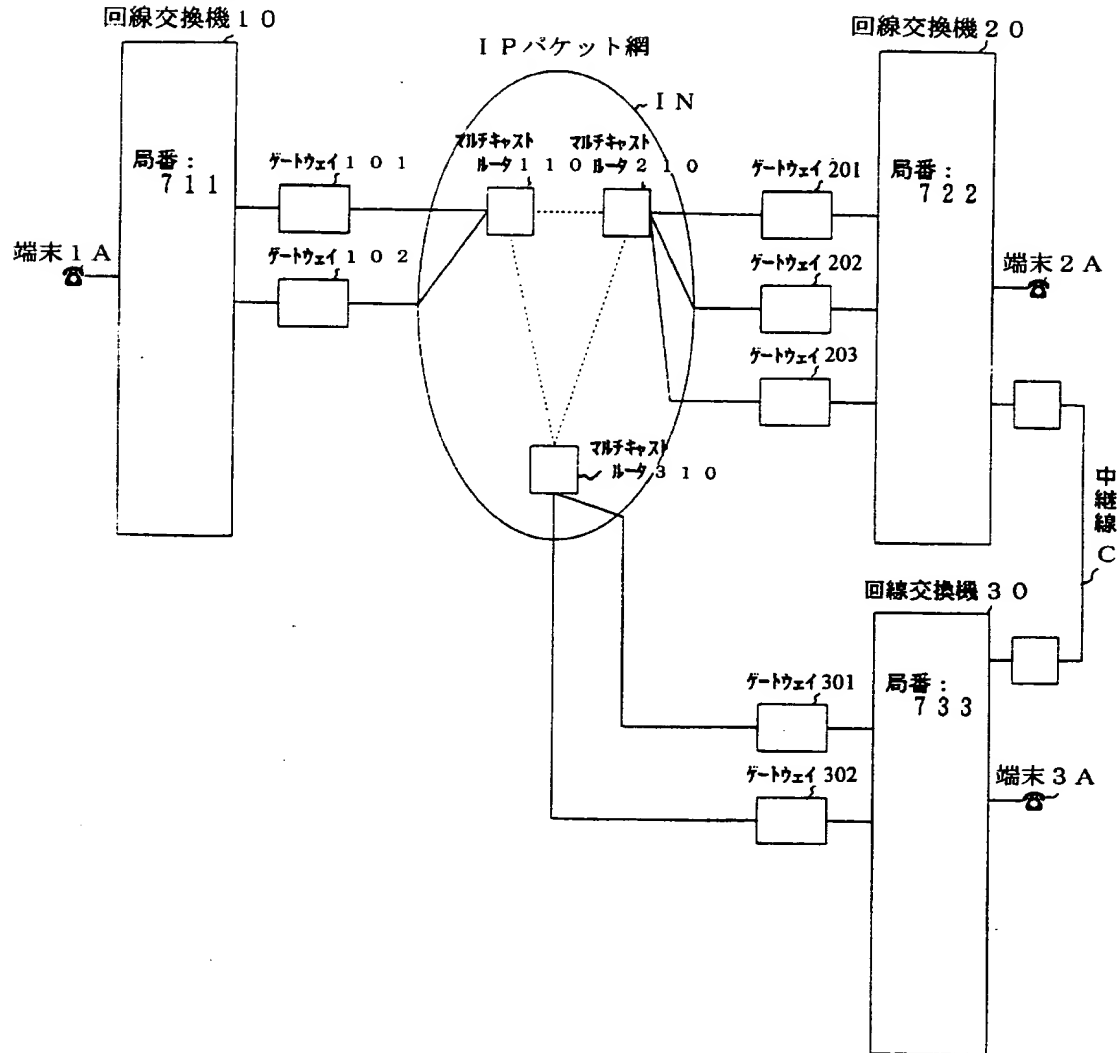 回線交換機10
局番：
711
端末1A
ゲートウェイ101
ゲートウェイ102
IPパケット網
IN
マルチキャスト
ルータ110
マルチキャスト
ルータ210
マルチキャスト
ルータ310
ゲートウェイ201
ゲートウェイ202
ゲートウェイ203
回線交換機20
局番：
722
端末2A
中継線C
回線交換機30
局番：
733
ゲートウェイ301
ゲートウェイ302
端末3A